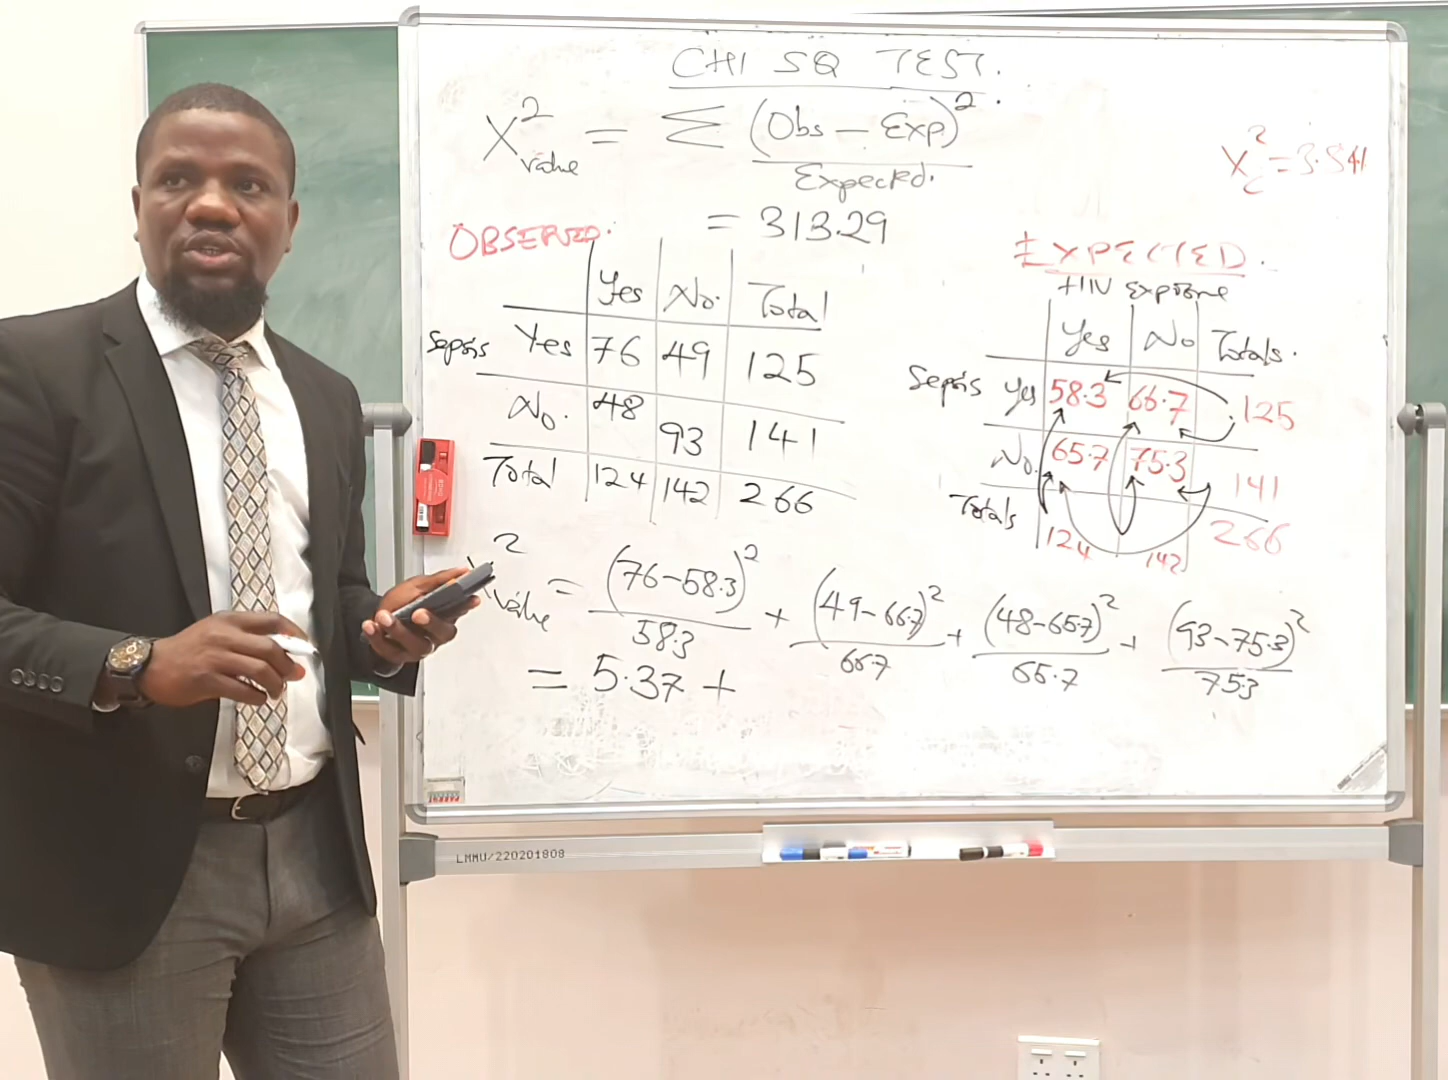 CHI SQ TEST.
X²value = Σ (Obs - Exp)² / Expected.
X²c = 3.841
= 313.29
OBSERVED.
Yes No. Total
Sepsis Yes 76 49 125
No. 48 93 141
Total 124 142 266
EXPECTED.
HIV Exposure
Yes No Totals.
Sepsis Yes 58.3 66.7 125
No. 65.7 75.3 141
Totals 124 142 266
X²value = (76-58.3)² / 58.3 + (49-66.7)² / 66.7 + (48-65.7)² / 65.7 + (93-75.3)² / 75.3
= 5.37 +
LMMU/220201808